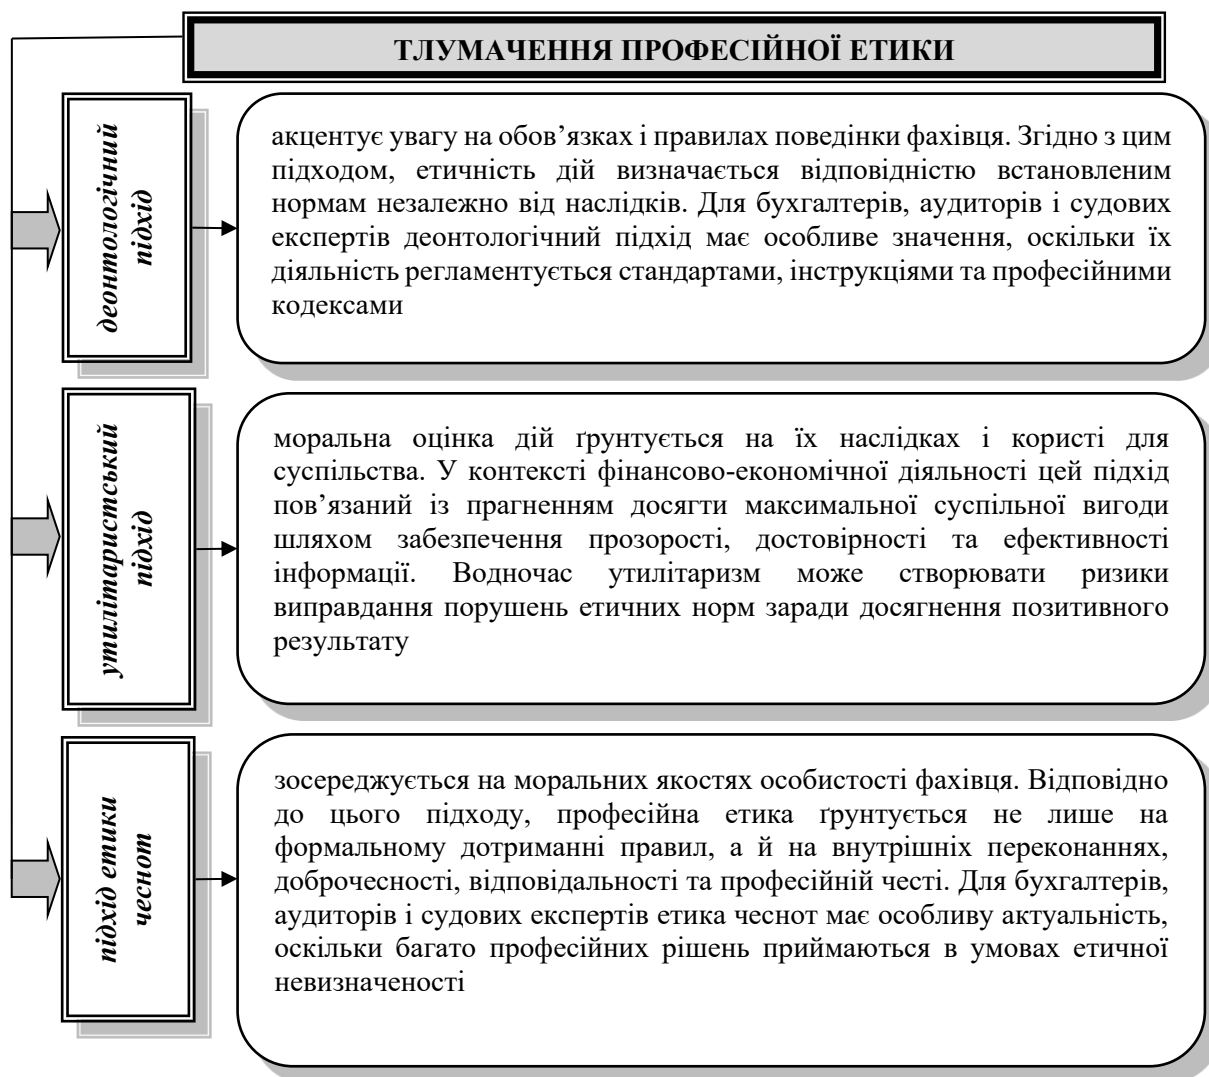 ТЛУМАЧЕННЯ ПРОФЕСІЙНОЇ ЕТИКИ
деонтологічний
підхід
акцентує увагу на обов’язках і правилах поведінки фахівця. Згідно з цим
підходом, етичність дій визначається відповідністю встановленим
нормам незалежно від наслідків. Для бухгалтерів, аудиторів і судових
експертів деонтологічний підхід має особливе значення, оскільки їх
діяльність регламентується стандартами, інструкціями та професійними
кодексами
утилітаристський
підхід
моральна оцінка дій ґрунтується на їх наслідках і користі для
суспільства. У контексті фінансово-економічної діяльності цей підхід
пов’язаний із прагненням досягти максимальної суспільної вигоди
шляхом забезпечення прозорості, достовірності та ефективності
інформації. Водночас утилітаризм може створювати ризики
виправдання порушень етичних норм заради досягнення позитивного
результату
підхід етики
чеснот
зосереджується на моральних якостях особистості фахівця. Відповідно
до цього підходу, професійна етика ґрунтується не лише на
формальному дотриманні правил, а й на внутрішніх переконаннях,
доброчесності, відповідальності та професійній честі. Для бухгалтерів,
аудиторів і судових експертів етика чеснот має особливу актуальність,
оскільки багато професійних рішень приймаються в умовах етичної
невизначеності